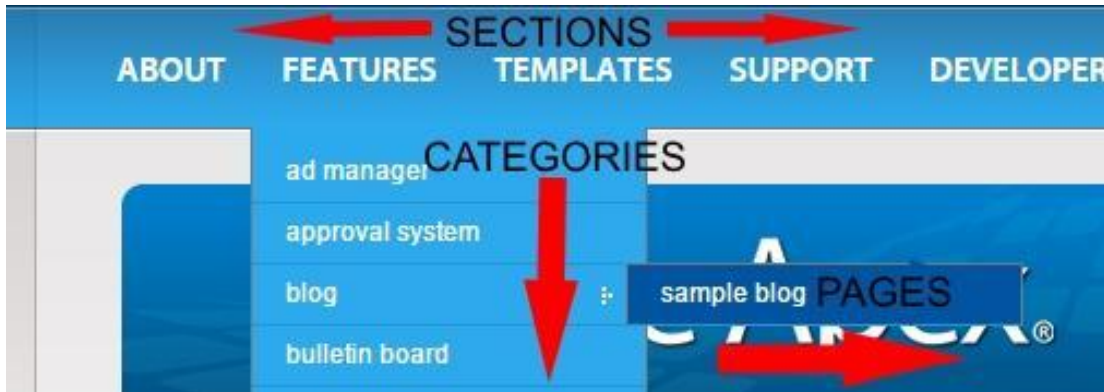 SECTIONS
ABOUT FEATURES TEMPLATES SUPPORT DEVELOPER
CATEGORIES
ad manager
approval system
blog
sample blog PAGES
bulletin board
®